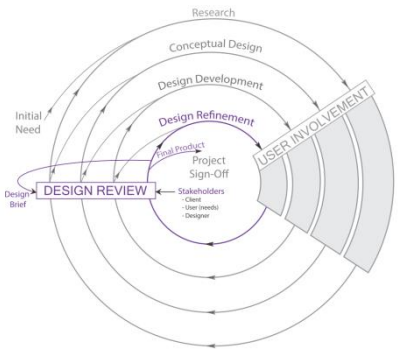 Research
Conceptual Design
Design Development
Design Refinement
Initial
Need
Final Product
Project
Sign-Off
USER INVOLVEMENT
Design
Brief
DESIGN REVIEW
Stakeholders
- Client
- User (needs)
- Designer